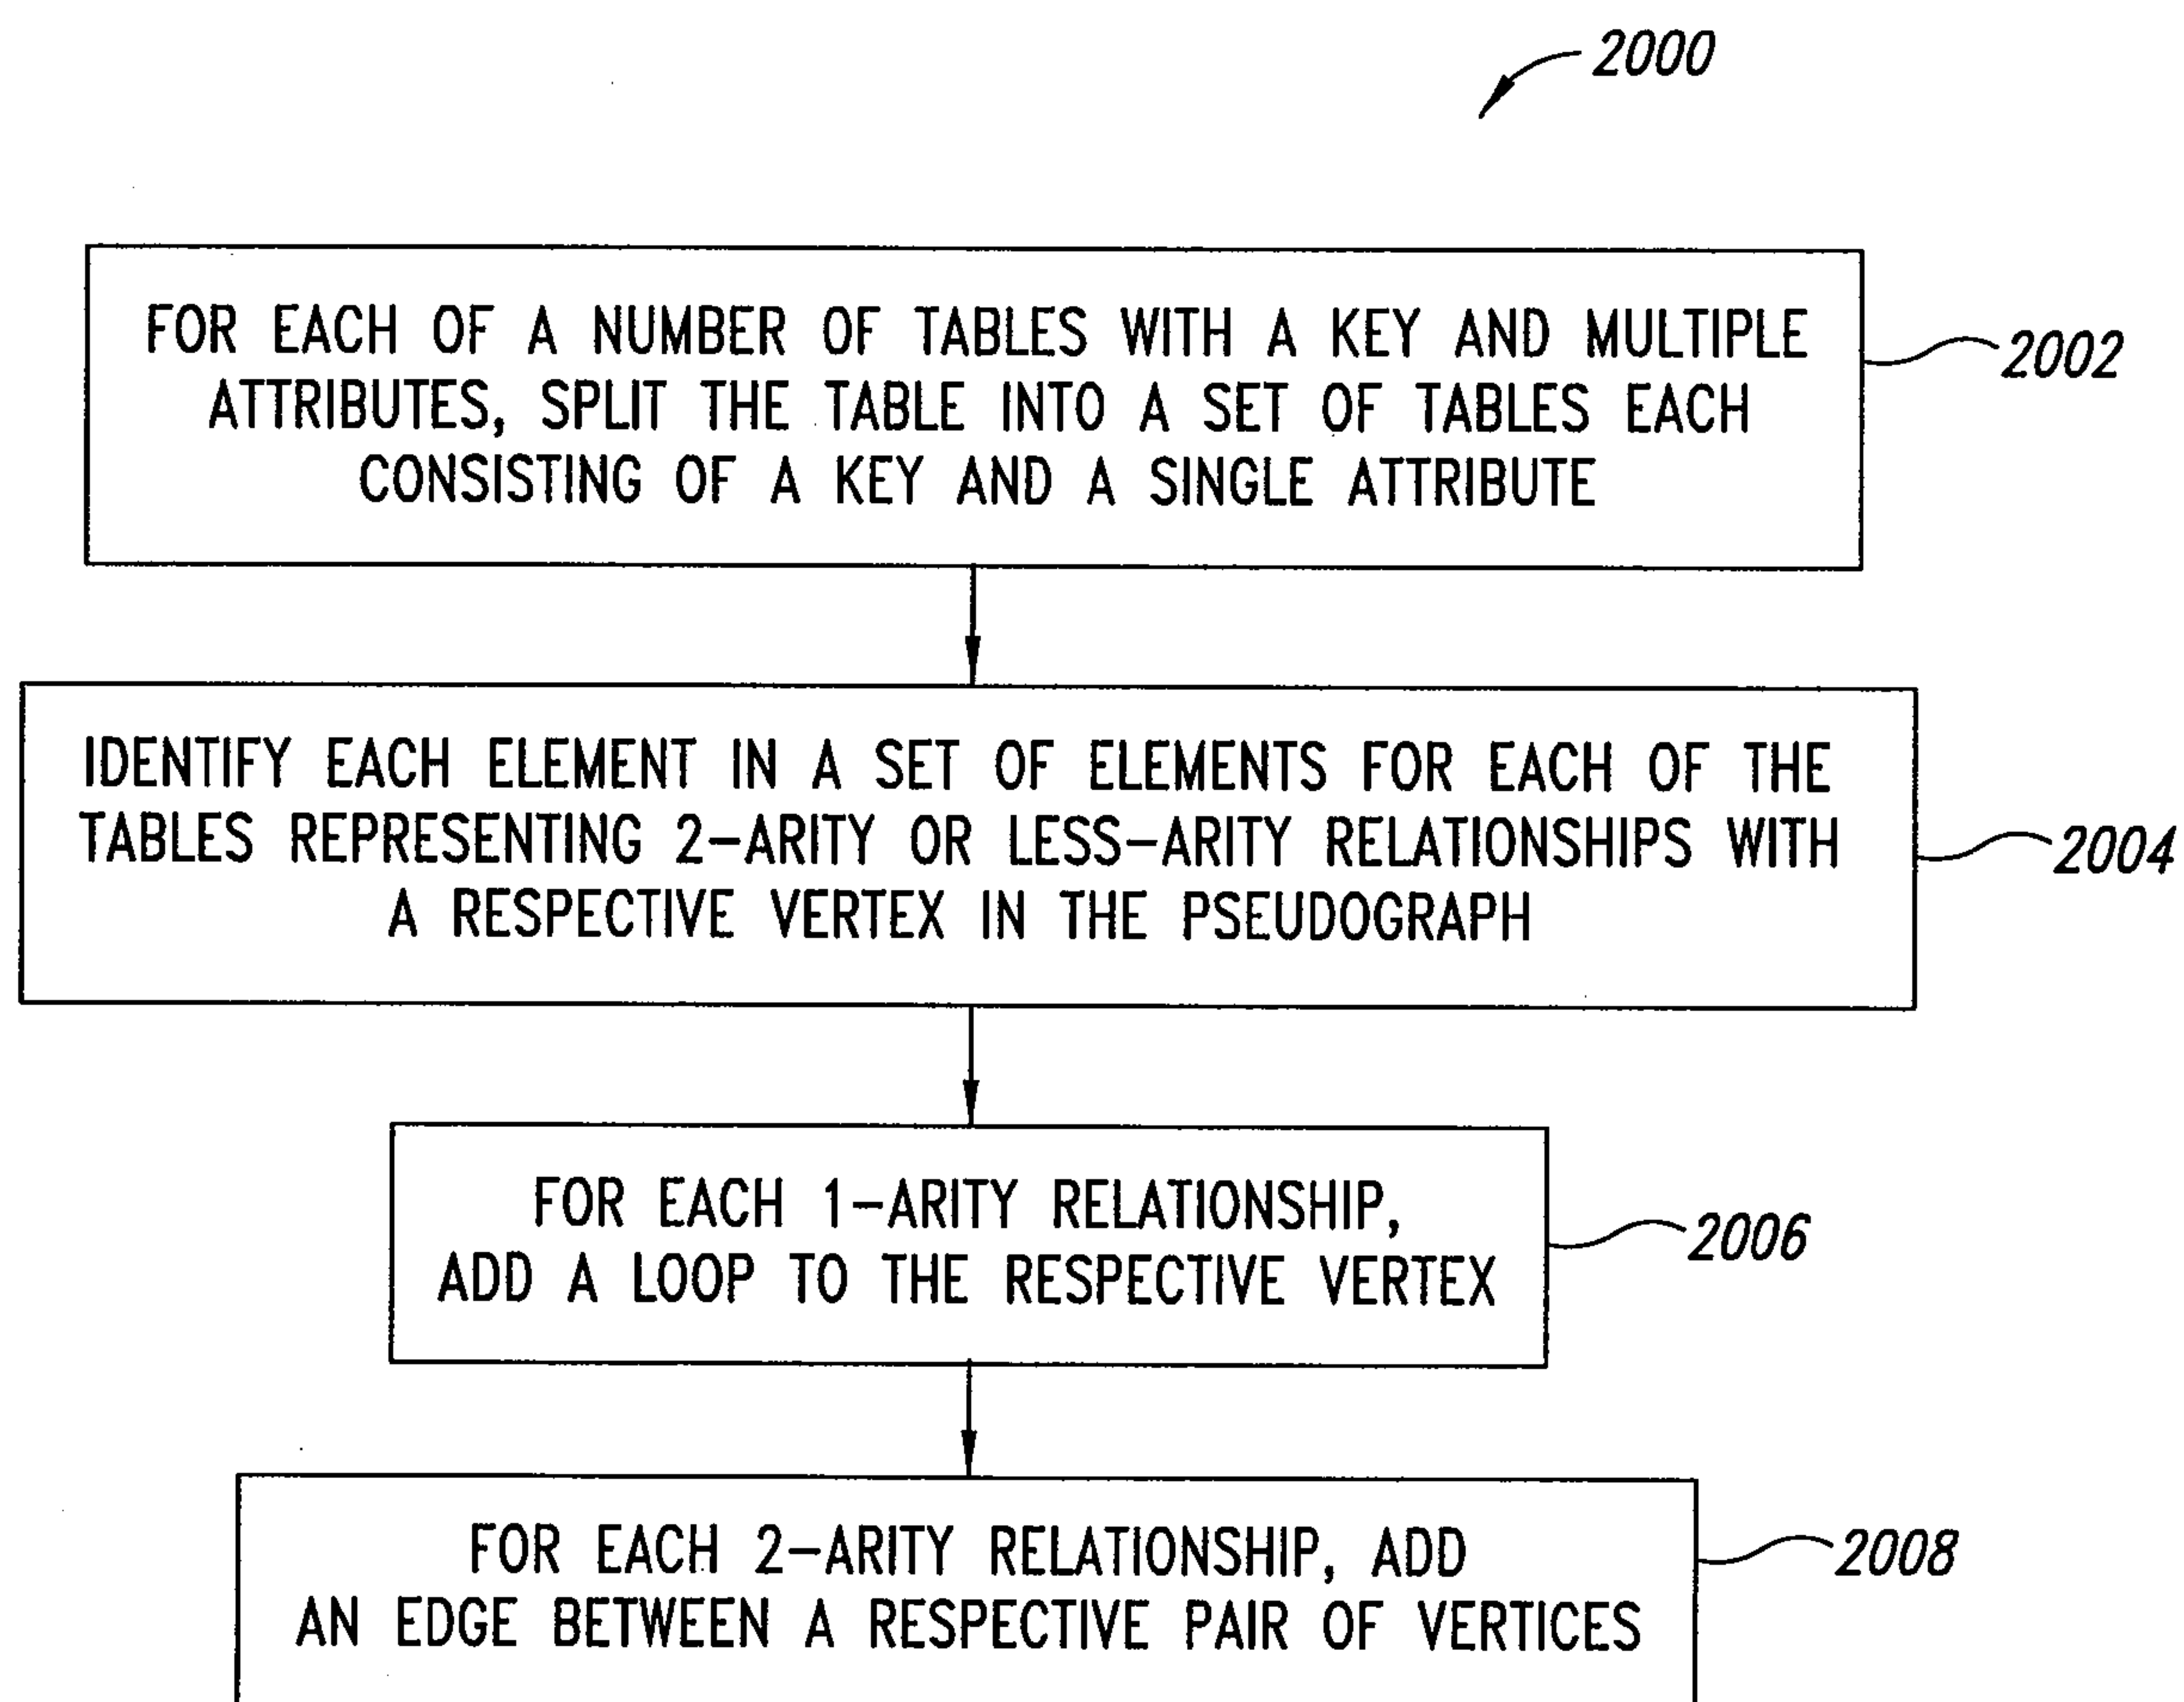 2000
FOR EACH OF A NUMBER OF TABLES WITH A KEY AND MULTIPLE
ATTRIBUTES, SPLIT THE TABLE INTO A SET OF TABLES EACH
CONSISTING OF A KEY AND A SINGLE ATTRIBUTE
2002
IDENTIFY EACH ELEMENT IN A SET OF ELEMENTS FOR EACH OF THE
TABLES REPRESENTING 2-ARITY OR LESS-ARITY RELATIONSHIPS WITH
A RESPECTIVE VERTEX IN THE PSEUDOGRAPH
2004
FOR EACH 1-ARITY RELATIONSHIP,
ADD A LOOP TO THE RESPECTIVE VERTEX
2006
FOR EACH 2-ARITY RELATIONSHIP, ADD
AN EDGE BETWEEN A RESPECTIVE PAIR OF VERTICES
2008